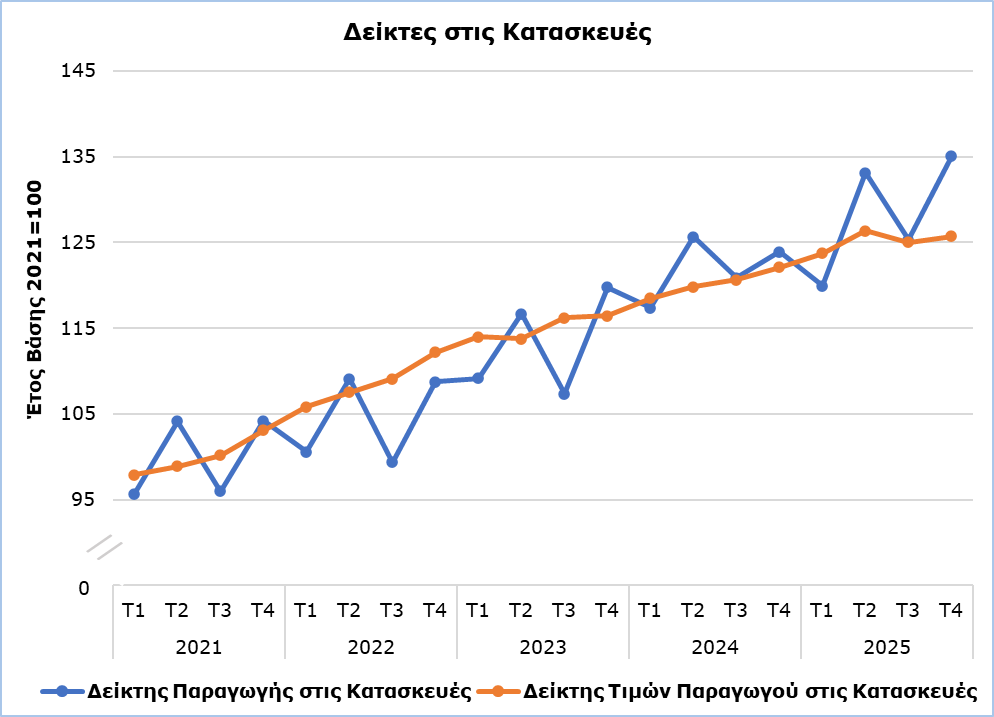 Δείκτες στις Κατασκευές
Έτος Βάσης 2021=100
145
135
125
115
105
95
0
Τ1 Τ2 Τ3 Τ4 Τ1 Τ2 Τ3 Τ4 Τ1 Τ2 Τ3 Τ4 Τ1 Τ2 Τ3 Τ4 Τ1 Τ2 Τ3 Τ4
2021 2022 2023 2024 2025
Δείκτης Παραγωγής στις Κατασκευές Δείκτης Τιμών Παραγωγού στις Κατασκευές